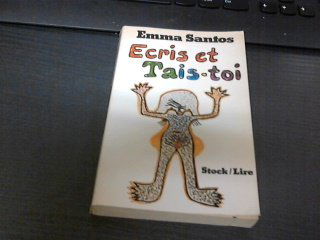 Emma Santos
Ecris et
Tais-toi
Stock/Lire